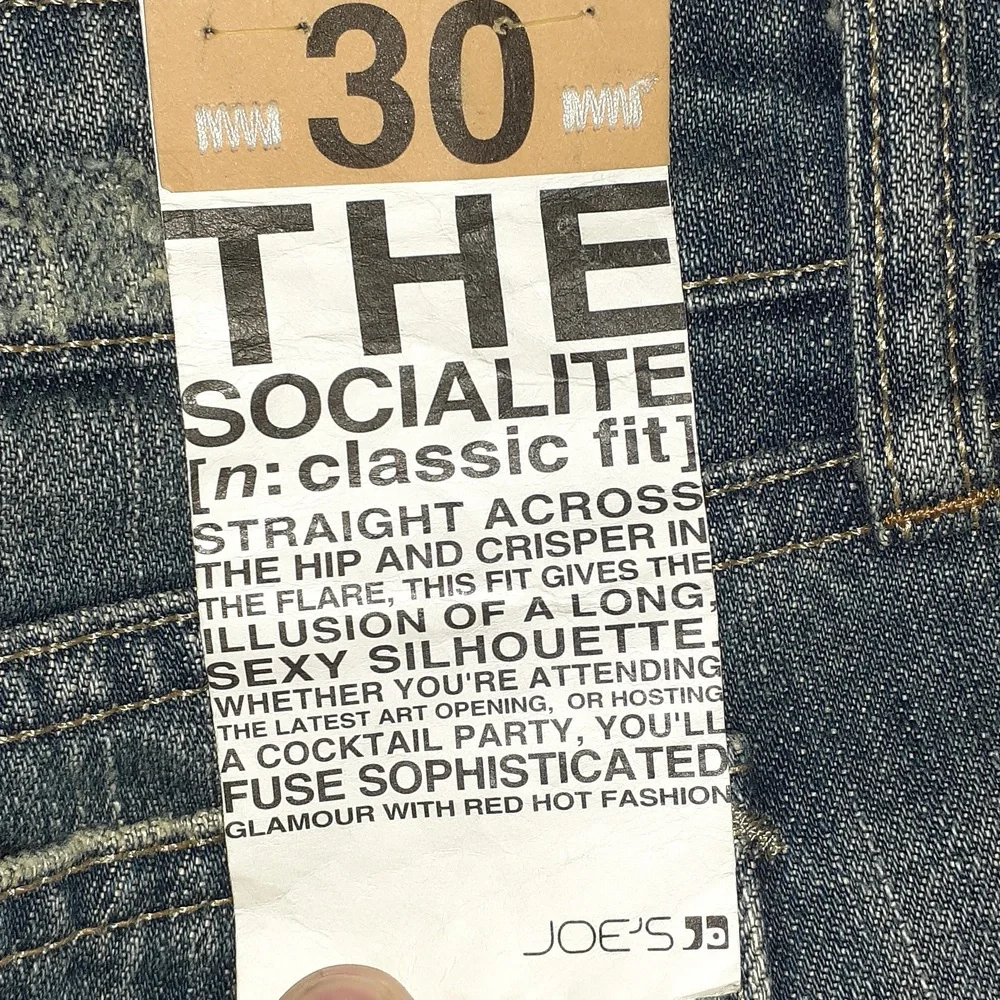 30
THE
SOCIALITE
[n: classic fit]
STRAIGHT ACROSS
THE HIP AND CRISPER IN
THE FLARE, THIS FIT GIVES THE
ILLUSION OF A LONG,
SEXY SILHOUETTE.
WHETHER YOU'RE ATTENDING
THE LATEST ART OPENING, OR HOSTING
A COCKTAIL PARTY, YOU'LL
FUSE SOPHISTICATED
GLAMOUR WITH RED HOT FASHION
JOE'S